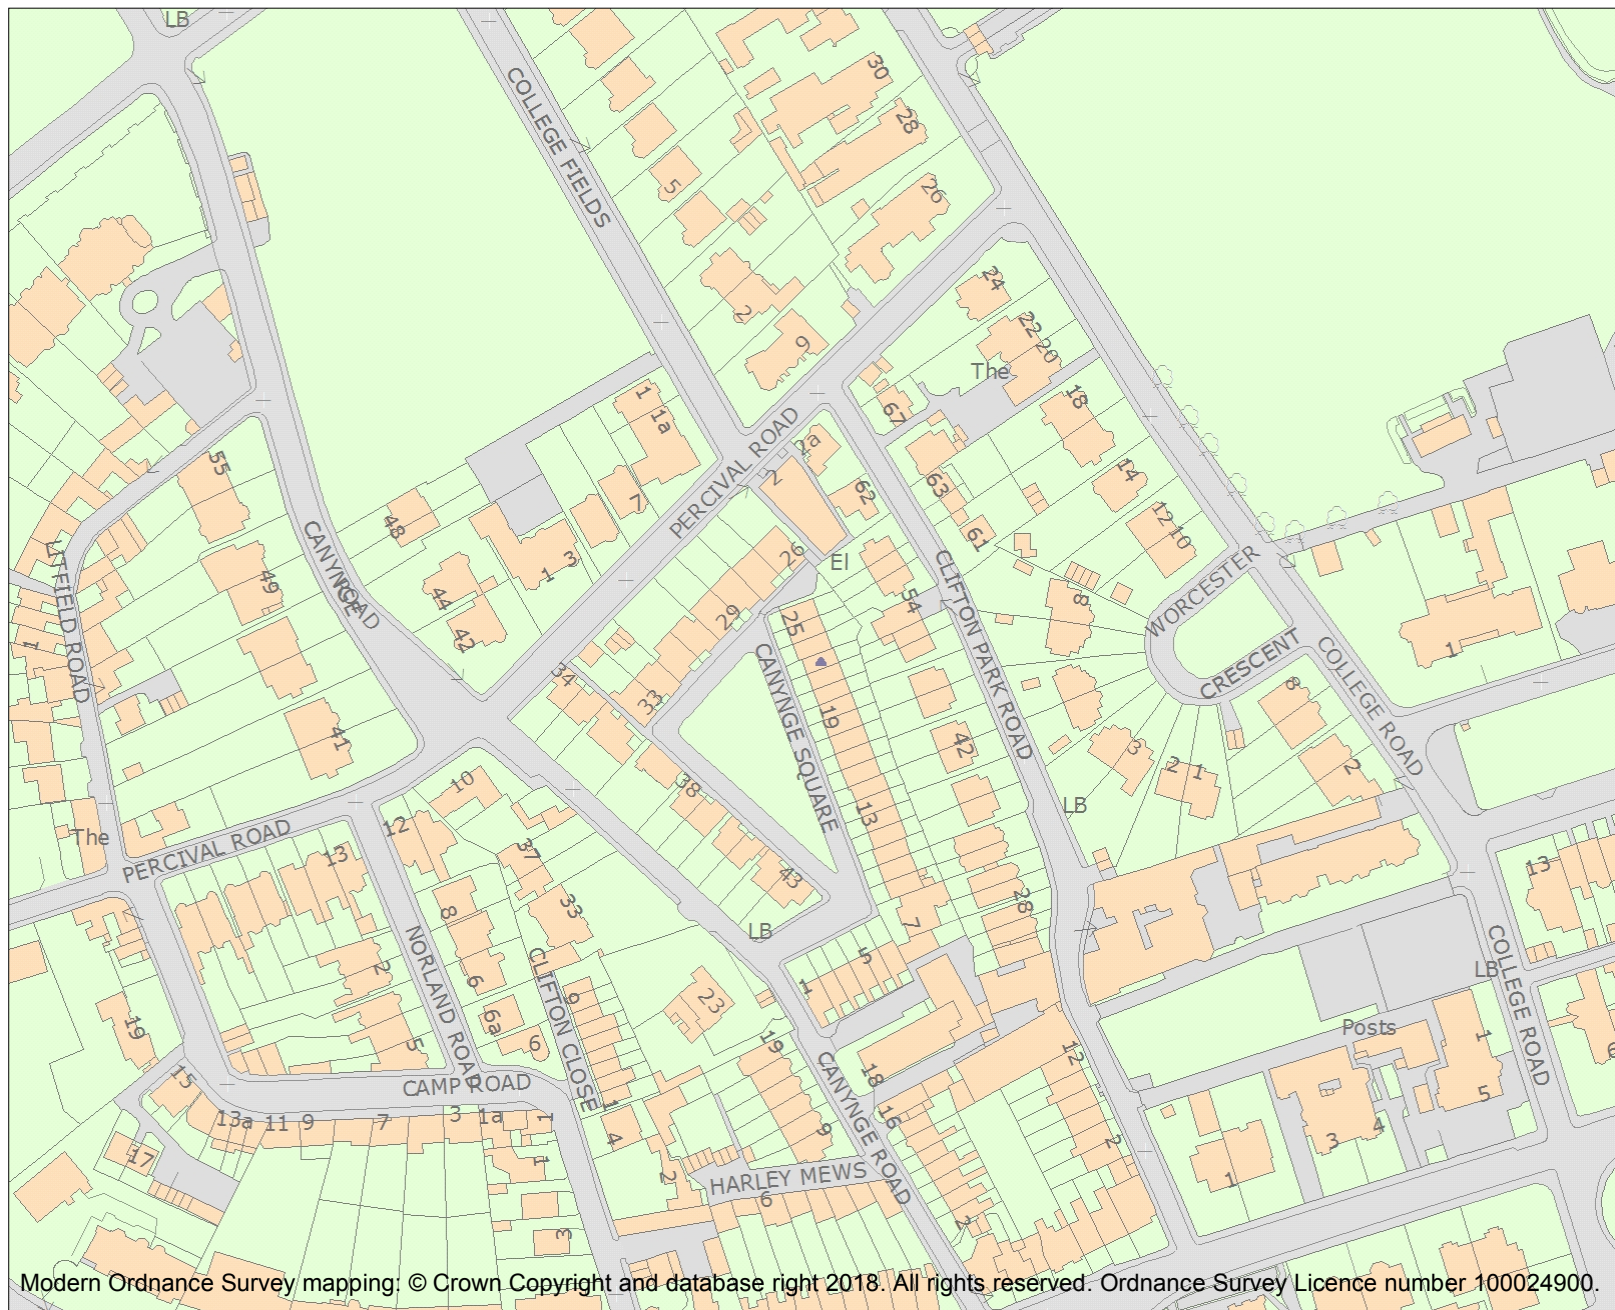 LB
COLLEGE FIELDS
30
28
26
5
2
9
24
22
20
The
18
14
12
10
67
63
61
1
1a
7
PERCIVAL ROAD
2a
2
62
El
26
29
33
34
25
19
13
7
54
42
28
8
WORCESTER
CRESCENT
COLLEGE ROAD
CLIFTON PARK ROAD
3
2
1
8
2
1
LB
55
49
41
48
44
42
1
3
CANYNGE
ROAD
LITFIELD ROAD
1
The
PERCIVAL ROAD
13
12
10
37
33
38
43
CANYNGE SQUARE
LB
5
1
NORLAND ROAD
8
6
6a
6
2
5
CLIFTON CLOSE
9
1
4
23
19
9
18
16
12
2
2
CANYNGE ROAD
HARLEY MEWS
6
2
CAMP ROAD
19
15
13a
11
9
7
3
1a
1
1
3
17
13
COLLEGE ROAD
LB
Posts
1
5
4
3
1
6
Modern Ordnance Survey mapping: © Crown Copyright and database right 2018. All rights reserved. Ordnance Survey Licence number 100024900.